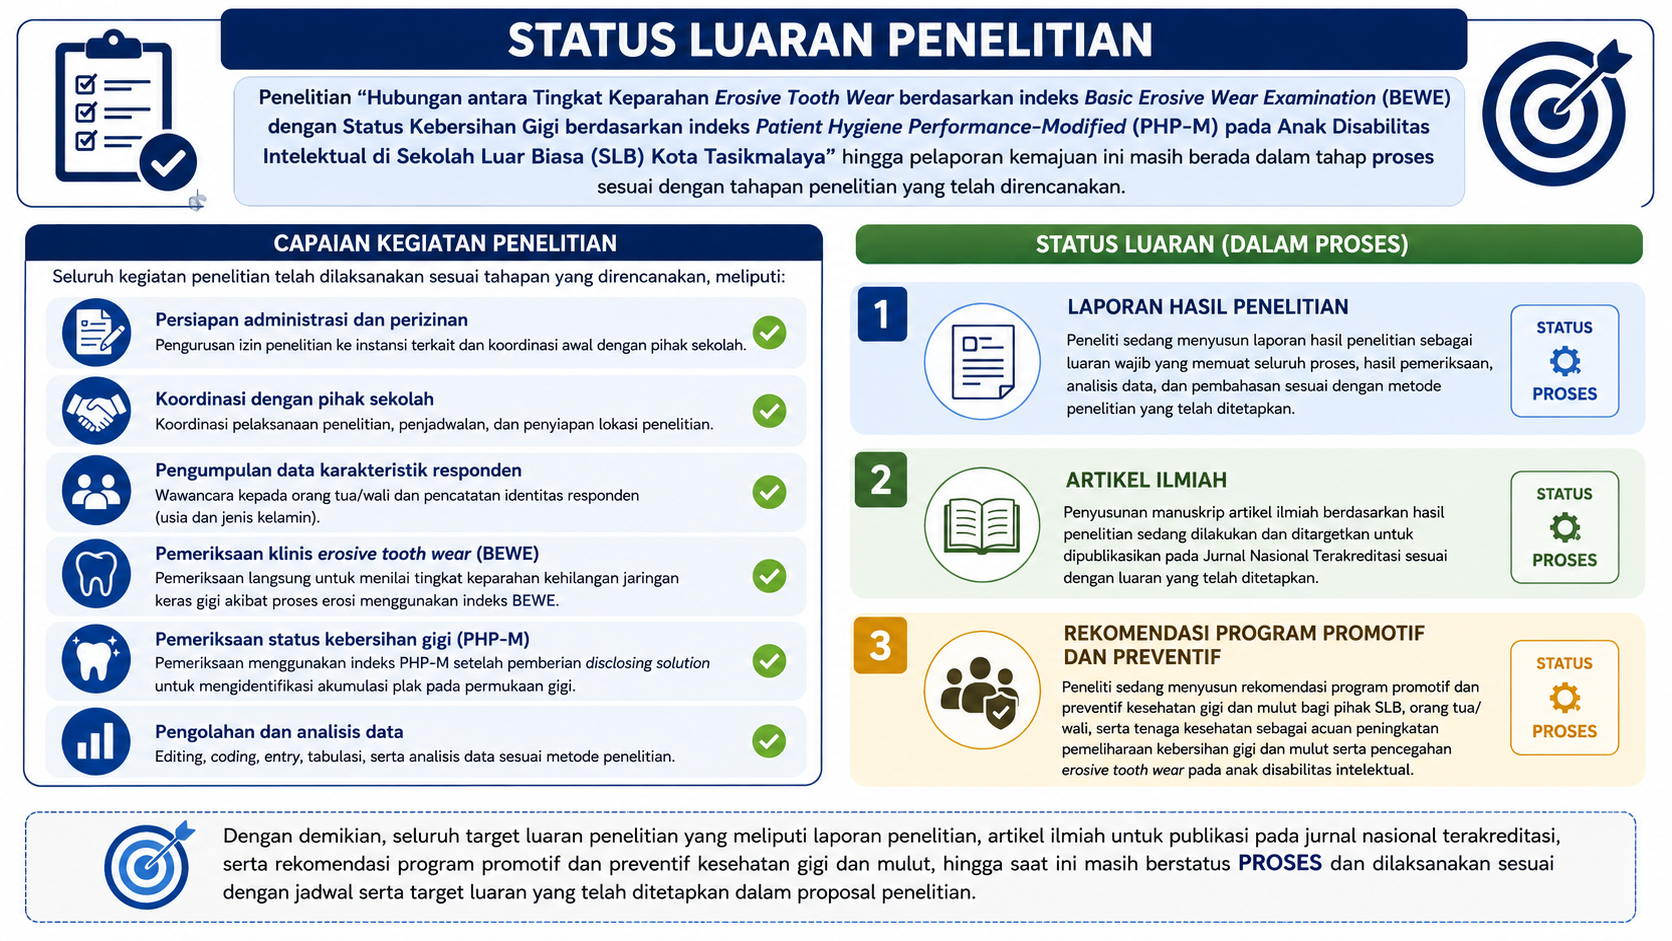 STATUS LUARAN PENELITIAN
Penelitian “Hubungan antara Tingkat Keparahan Erosive Tooth Wear berdasarkan indeks Basic Erosive Wear Examination (BEWE)
dengan Status Kebersihan Gigi berdasarkan indeks Patient Hygiene Performance-Modified (PHP-M) pada Anak Disabilitas
Intelektual di Sekolah Luar Biasa (SLB) Kota Tasikmalaya” hingga pelaporan kemajuan ini masih berada dalam tahap proses
sesuai dengan tahapan penelitian yang telah direncanakan.
CAPAIAN KEGIATAN PENELITIAN
Seluruh kegiatan penelitian telah dilaksanakan sesuai tahapan yang direncanakan, meliputi:
Persiapan administrasi dan perizinan
Pengurusan izin penelitian ke instansi terkait dan koordinasi awal dengan pihak sekolah.
Koordinasi dengan pihak sekolah
Koordinasi pelaksanaan penelitian, penjadwalan, dan penyiapan lokasi penelitian.
Pengumpulan data karakteristik responden
Wawancara kepada orang tua/wali dan pencatatan identitas responden
(usia dan jenis kelamin).
Pemeriksaan klinis erosive tooth wear (BEWE)
Pemeriksaan langsung untuk menilai tingkat keparahan kehilangan jaringan
keras gigi akibat proses erosi menggunakan indeks BEWE.
Pemeriksaan status kebersihan gigi (PHP-M)
Pemeriksaan menggunakan indeks PHP-M setelah pemberian disclosing solution
untuk mengidentifikasi akumulasi plak pada permukaan gigi.
Pengolahan dan analisis data
Editing, coding, entry, tabulasi, serta analisis data sesuai metode penelitian.
STATUS LUARAN (DALAM PROSES)
1
LAPORAN HASIL PENELITIAN
Peneliti sedang menyusun laporan hasil penelitian sebagai
luaran wajib yang memuat seluruh proses, hasil pemeriksaan,
analisis data, dan pembahasan sesuai dengan metode
penelitian yang telah ditetapkan.
STATUS
PROSES
2
ARTIKEL ILMIAH
Penyusunan manuskrip artikel ilmiah berdasarkan hasil
penelitian sedang dilakukan dan ditargetkan untuk
dipublikasikan pada Jurnal Nasional Terakreditasi sesuai
dengan luaran yang telah ditetapkan.
STATUS
PROSES
3
REKOMENDASI PROGRAM PROMOTIF
DAN PREVENTIF
Peneliti sedang menyusun rekomendasi program promotif dan
preventif kesehatan gigi dan mulut bagi pihak SLB, orang tua/
wali, serta tenaga kesehatan sebagai acuan peningkatan
pemeliharaan kebersihan gigi dan mulut serta pencegahan
erosive tooth wear pada anak disabilitas intelektual.
STATUS
PROSES
Dengan demikian, seluruh target luaran penelitian yang meliputi laporan penelitian, artikel ilmiah untuk publikasi pada jurnal nasional terakreditasi,
serta rekomendasi program promotif dan preventif kesehatan gigi dan mulut, hingga saat ini masih berstatus PROSES dan dilaksanakan sesuai
dengan jadwal serta target luaran yang telah ditetapkan dalam proposal penelitian.